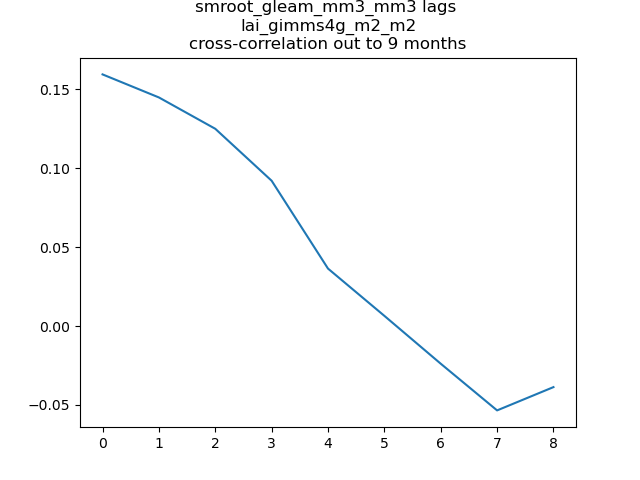 smroot_gleam_mm3_mm3 lags
lai_gimms4g_m2_m2
cross-correlation out to 9 months
0.15
0.10
0.05
0.00
−0.05
0 1 2 3 4 5 6 7 8